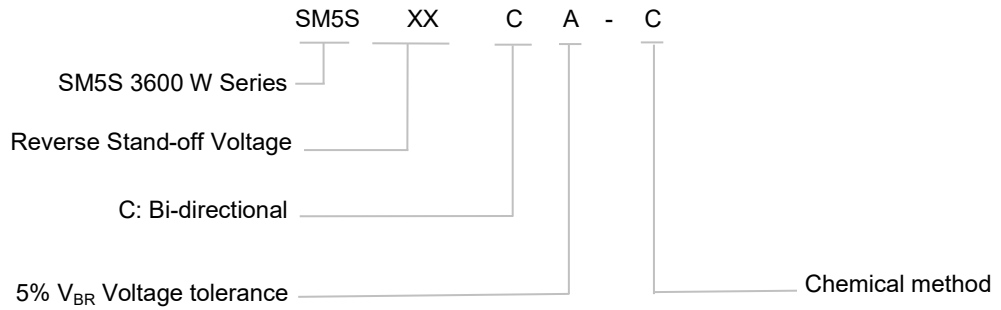 SM5S XX C A - C
SM5S 3600 W Series
Reverse Stand-off Voltage
C: Bi-directional
5% VBR Voltage tolerance
Chemical method